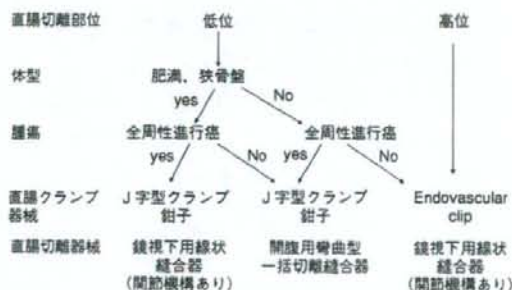 直腸切離部位 低位 高位
体型 肥満，狭骨盤
yes No
腫瘍 全周性進行癌 全周性進行癌
yes No yes No
直腸クランプ器械 J字型クランプ鉗子 J字型クランプ鉗子 Endovascular clip
直腸切離器械 鏡視下用線状縫合器（関節機構あり） 開腹用彎曲型一括切離縫合器 鏡視下用線状縫合器（関節機構あり）